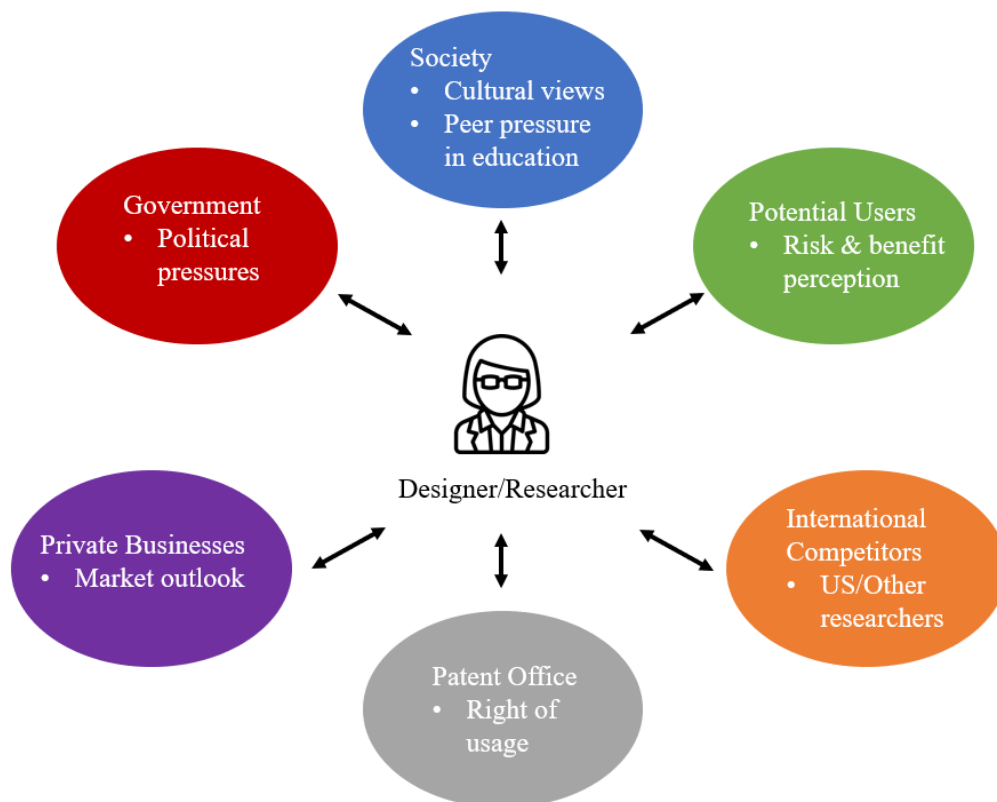 Society
• Cultural views
• Peer pressure
in education
Government
• Political
pressures
Potential Users
• Risk & benefit
perception
Designer/Researcher
Private Businesses
• Market outlook
International
Competitors
• US/Other
researchers
Patent Office
• Right of
usage